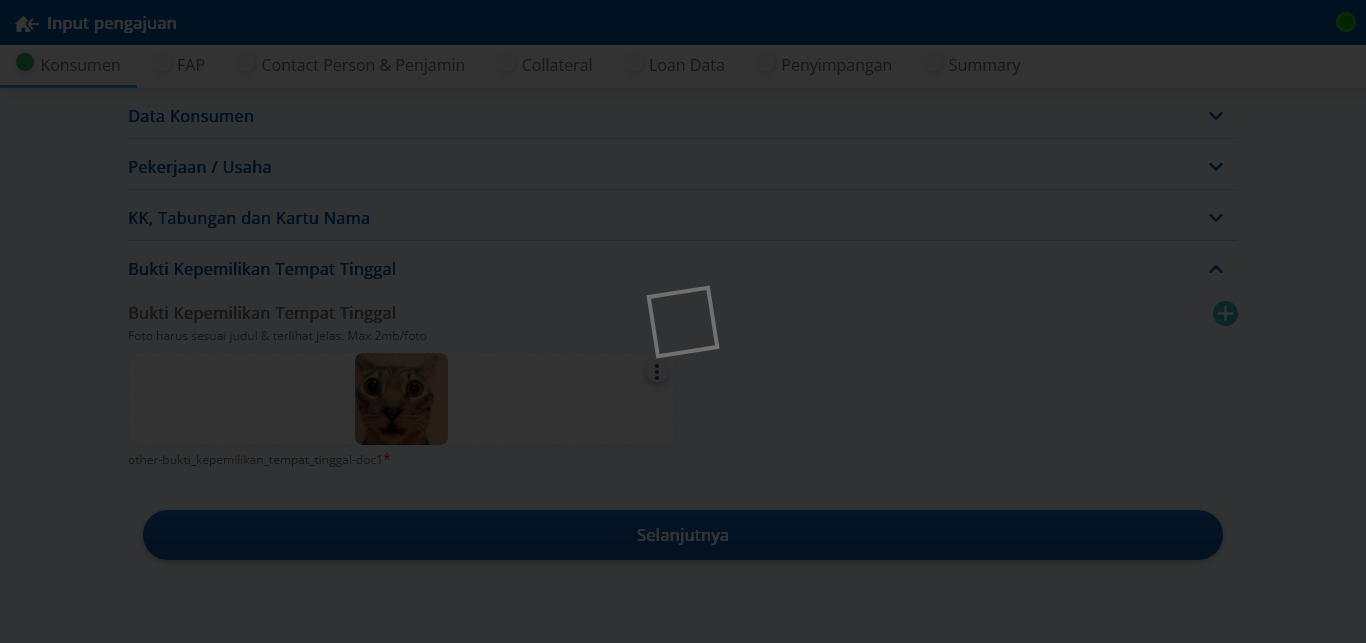 Input pengajuan
Konsumen FAP Contact Person & Penjamin Collateral Loan Data Penyimpangan Summary
Data Konsumen
Pekerjaan / Usaha
KK, Tabungan dan Kartu Nama
Bukti Kepemilikan Tempat Tinggal
Bukti Kepemilikan Tempat Tinggal
Foto harus sesuai judul & terlihat jelas. Max 2mb/foto
other-bukti_kepemilikan_tempat_tinggal-doc1*
Selanjutnya